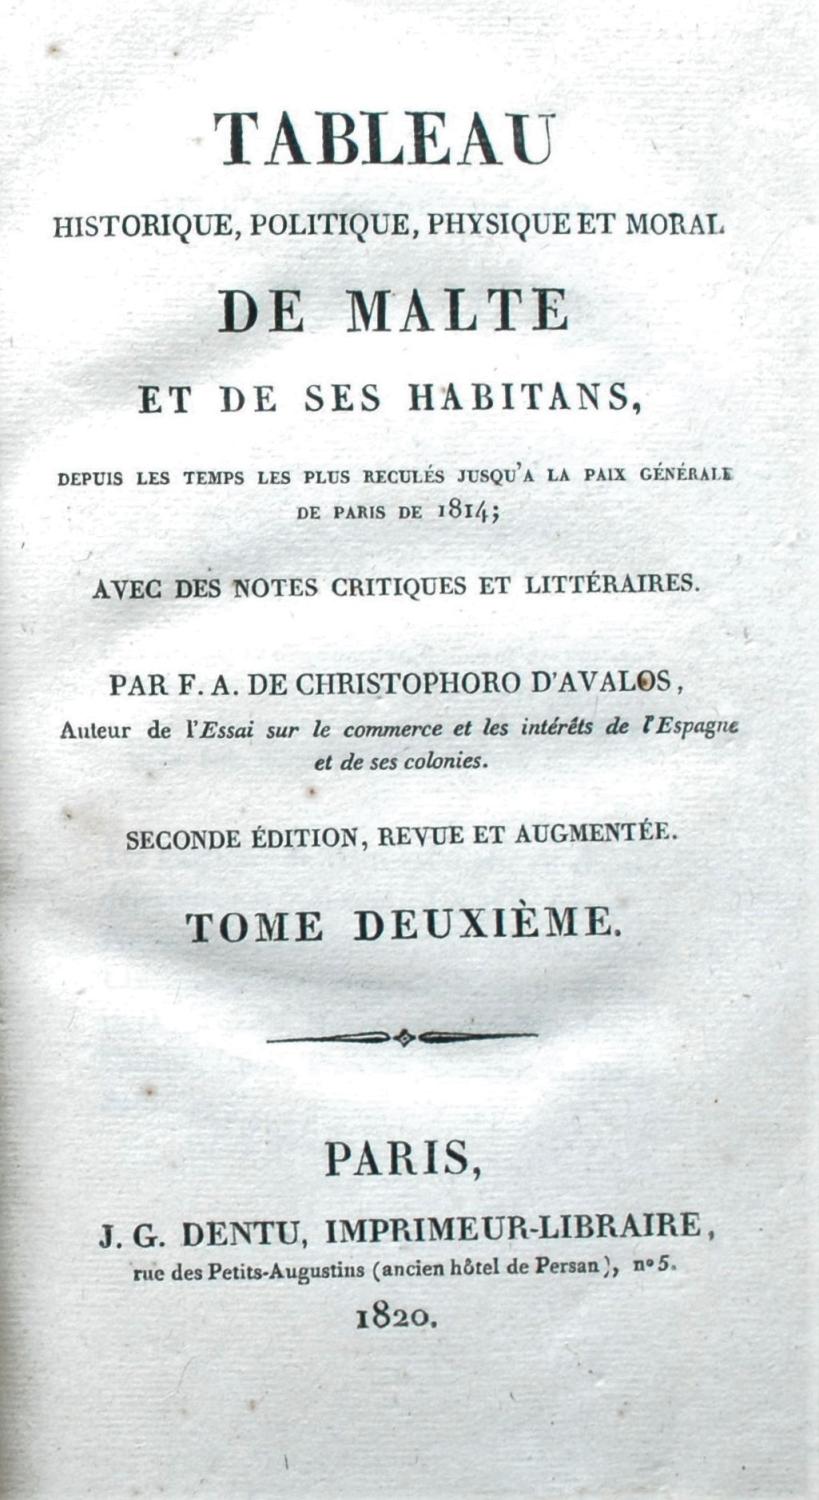 TABLEAU
HISTORIQUE, POLITIQUE, PHYSIQUE ET MORAL
DE MALTE
ET DE SES HABITANS,
DEPUIS LES TEMPS LES PLUS RECULÉS JUSQU'A LA PAIX GÉNÉRALE
DE PARIS DE 1814;
AVEC DES NOTES CRITIQUES ET LITTÉRAIRES.
PAR F. A. DE CHRISTOPHORO D'AVALOS,
Auteur de l'Essai sur le commerce et les intérêts de l'Espagne
et de ses colonies.
SECONDE ÉDITION, REVUE ET AUGMENTÉE.
TOME DEUXIÈME.
PARIS,
J. G. DENTU, IMPRIMEUR-LIBRAIRE,
rue des Petits-Augustins (ancien hôtel de Persan), nº 5.
1820.